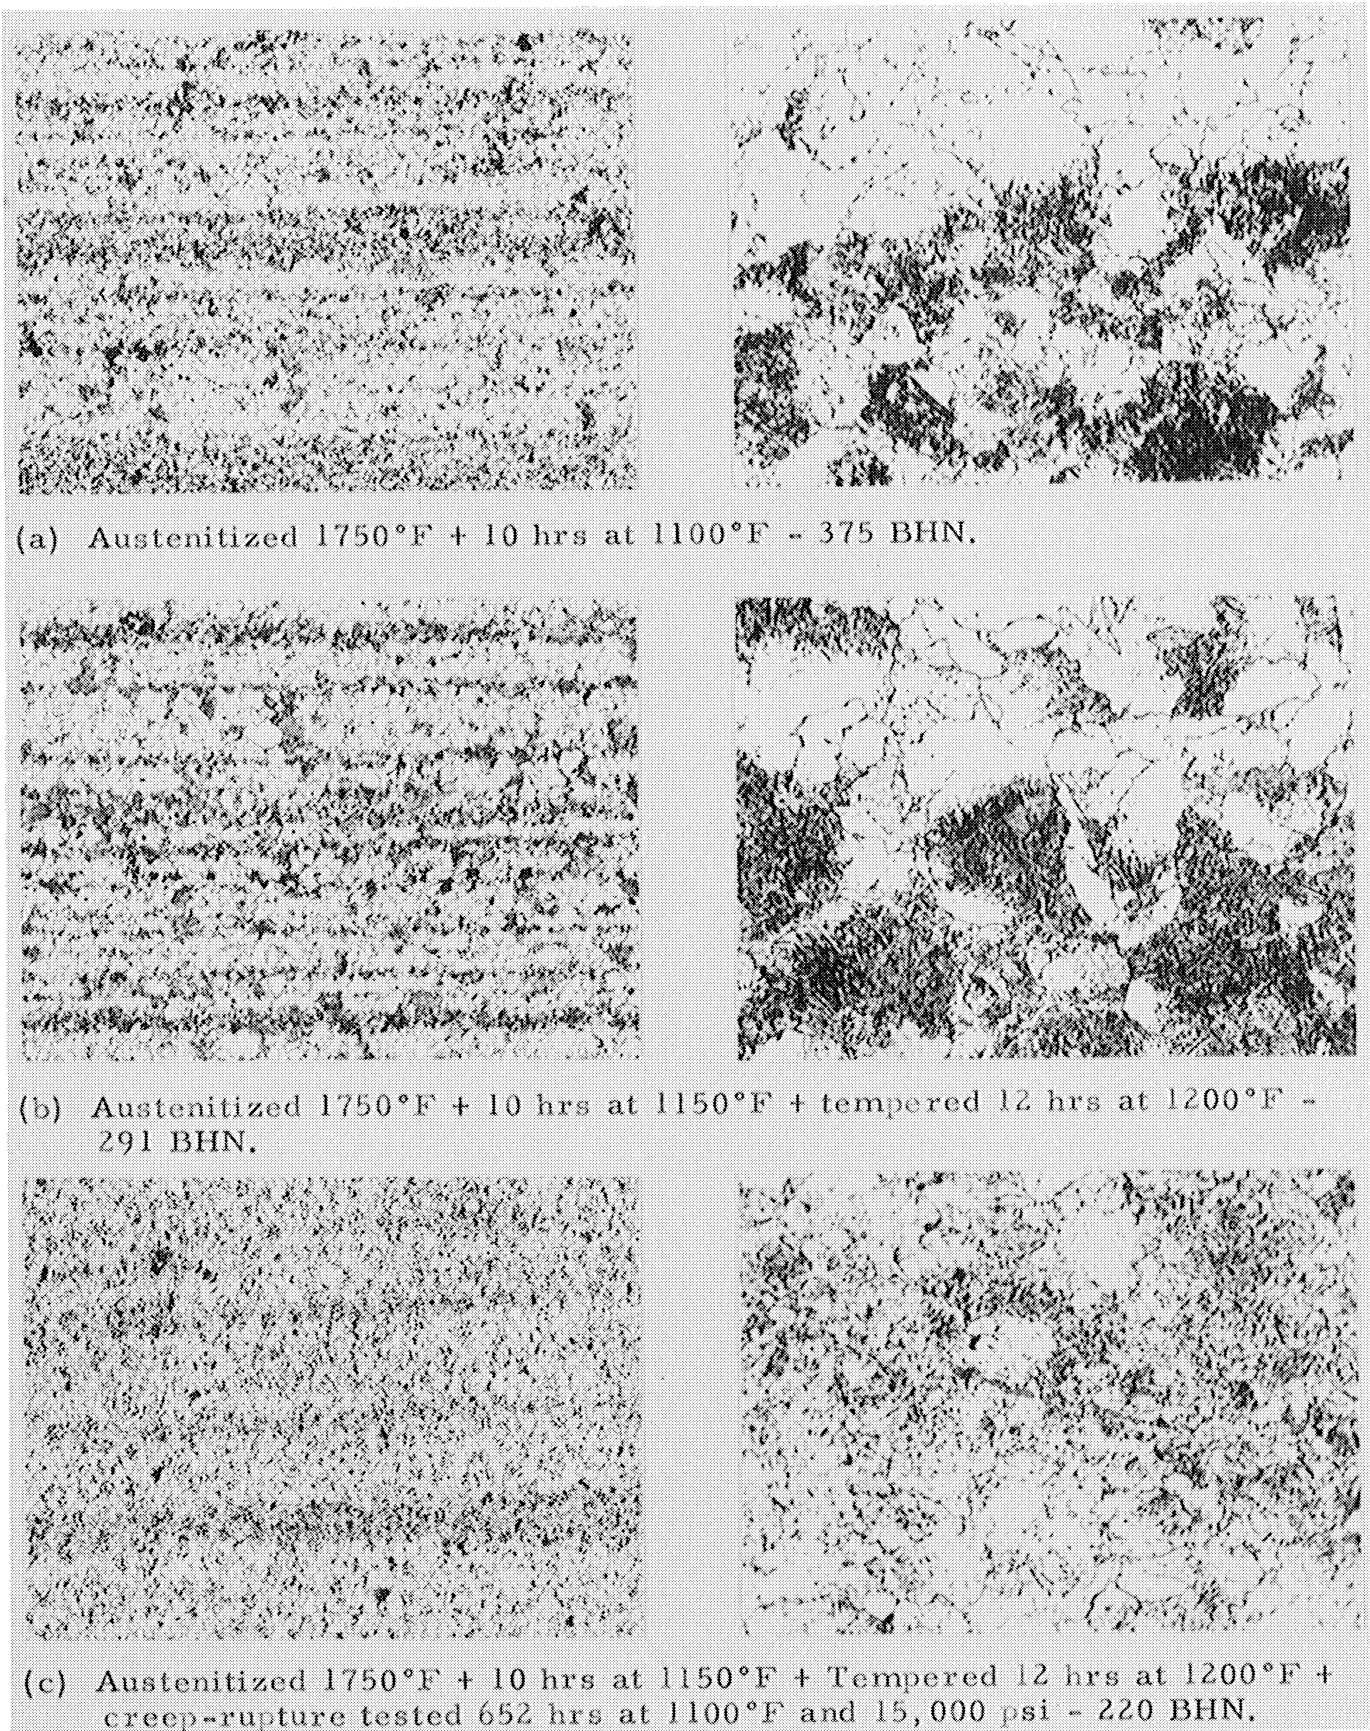 (a) Austenitized 1750°F + 10 hrs at 1100°F - 375 BHN.
(b) Austenitized 1750°F + 10 hrs at 1150°F + tempered 12 hrs at 1200°F -
291 BHN.
(c) Austenitized 1750°F + 10 hrs at 1150°F + Tempered 12 hrs at 1200°F +
creep-rupture tested 652 hrs at 1100°F and 15,000 psi - 220 BHN.